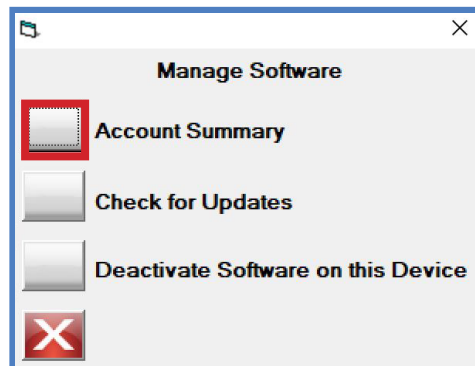 Manage Software
Account Summary
Check for Updates
Deactivate Software on this Device